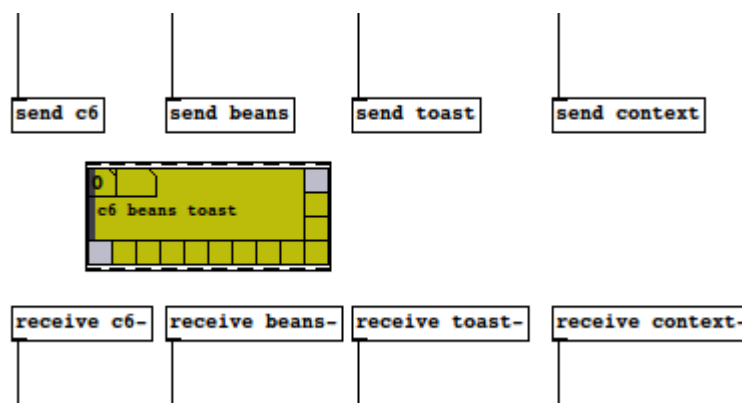 send c6 send beans send toast send context
0
c6 beans toast
receive c6- receive beans- receive toast- receive context-